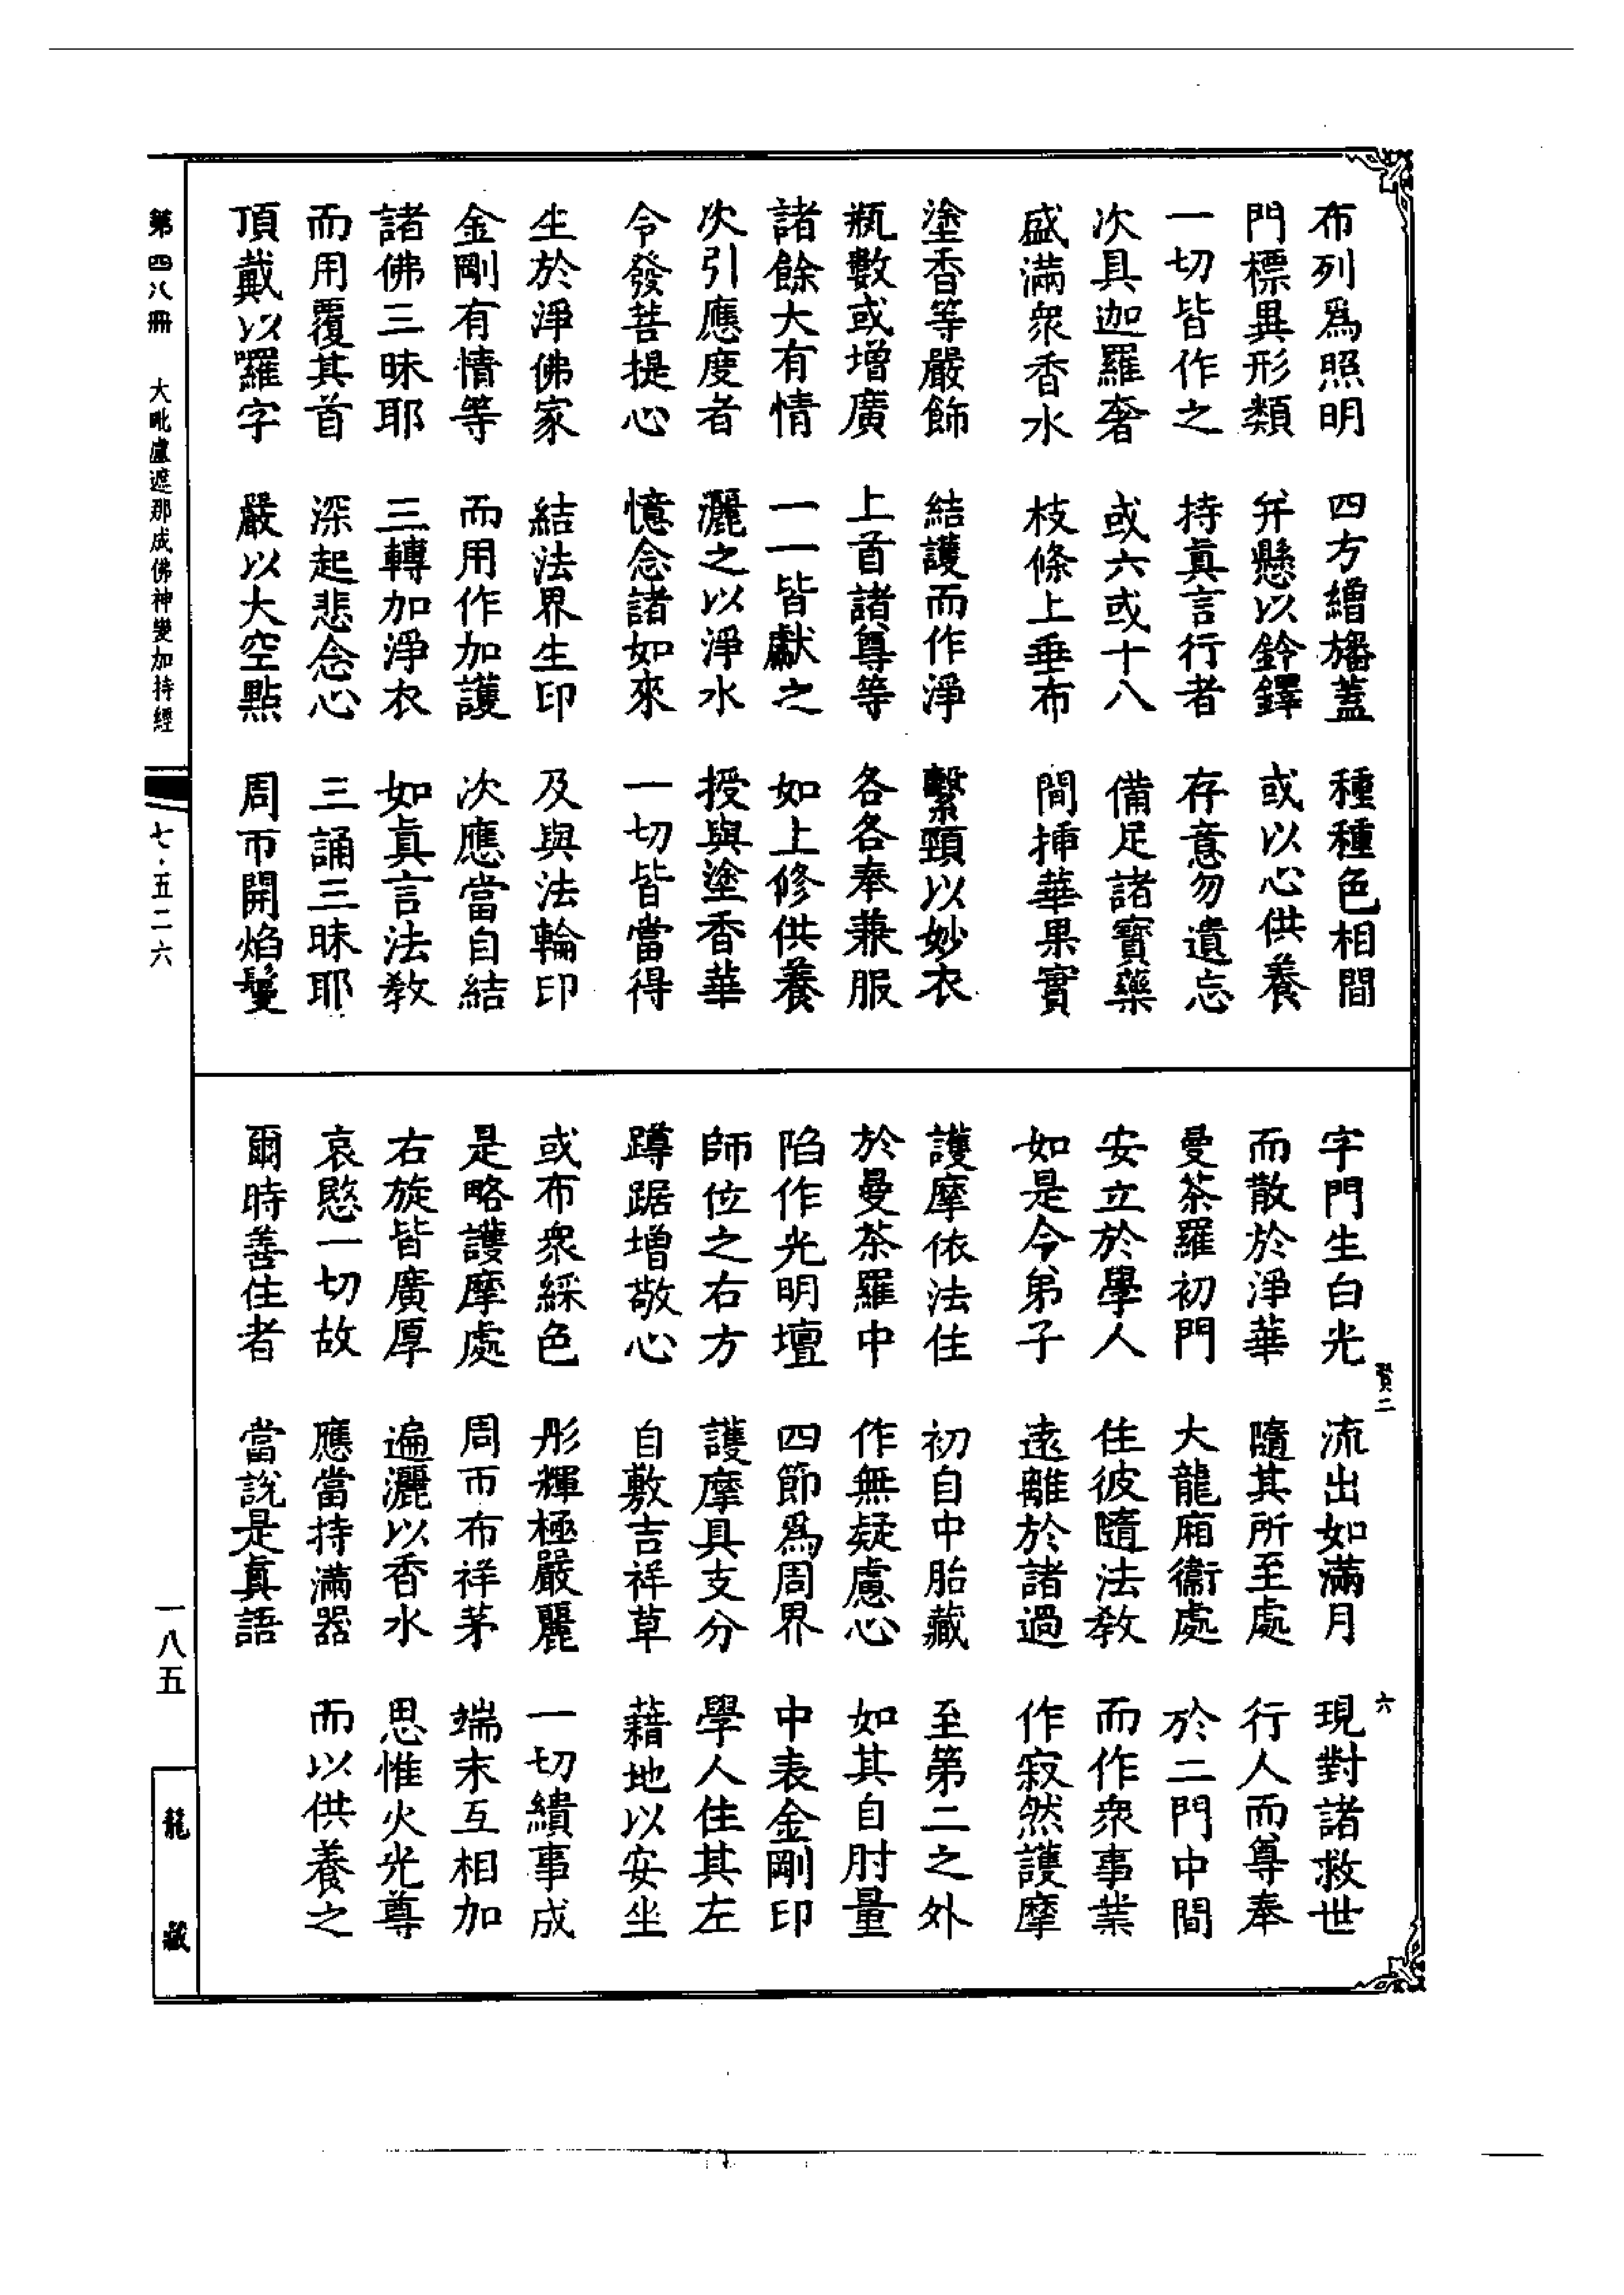 布列爲照明　四方繒旛蓋　種種色相間
門標異形類　并懸以鈴鐸　或以心供養
一切皆作之　持眞言行者　存意勿遺忘
次具迦羅奢　或六或十八　備足諸寶藥
盛滿衆香水　枝條上垂布　間揷華果實
塗香等嚴飾　結護而作淨　繫頸以妙衣
瓶數或增廣　上首諸尊等　各各奉兼服
諸餘大有情　一一皆獻之　如上修供養
次引應度者　灑之以淨水　授與塗香華
令發菩提心　憶念諸如來　一切皆當得
生於淨佛家　結法界生印　及與法輪印
金剛有情等　而用作加護　次應當自結
諸佛三昧耶　三轉加淨衣　如眞言法敎
而用覆其首　深起悲念心　三誦三昧耶
頂戴以囉字　嚴以大空點　周帀開焰鬘
字門生白光　流出如滿月　現對諸救世
而散於淨華　隨其所至處　行人而尊奉
曼荼羅初門　大龍廂衞處　於二門中間
安立於學人　住彼隨法敎　而作衆事業
如是令弟子　遠離於諸過　作寂然護摩
護摩依法住　初自中胎藏　至第二之外
於曼荼羅中　作無疑慮心　如其自肘量
陷作光明壇　四節爲周界　中表金剛印
師位之右方　護摩具支分　學人住其左
蹲踞增敬心　自敷吉祥草　藉地以安坐
或布衆綵色　彤輝極嚴麗　一切繢事成
是略護摩處　周帀布祥茅　端末互相加
右旋皆廣厚　遍灑以香水　思惟火光尊
哀愍一切故　應當持滿器　而以供養之
爾時善住者　當說是眞語
賢二
六
第四八冊　大毗盧遮那成佛神變加持經
七·五二六
一八五
龍藏